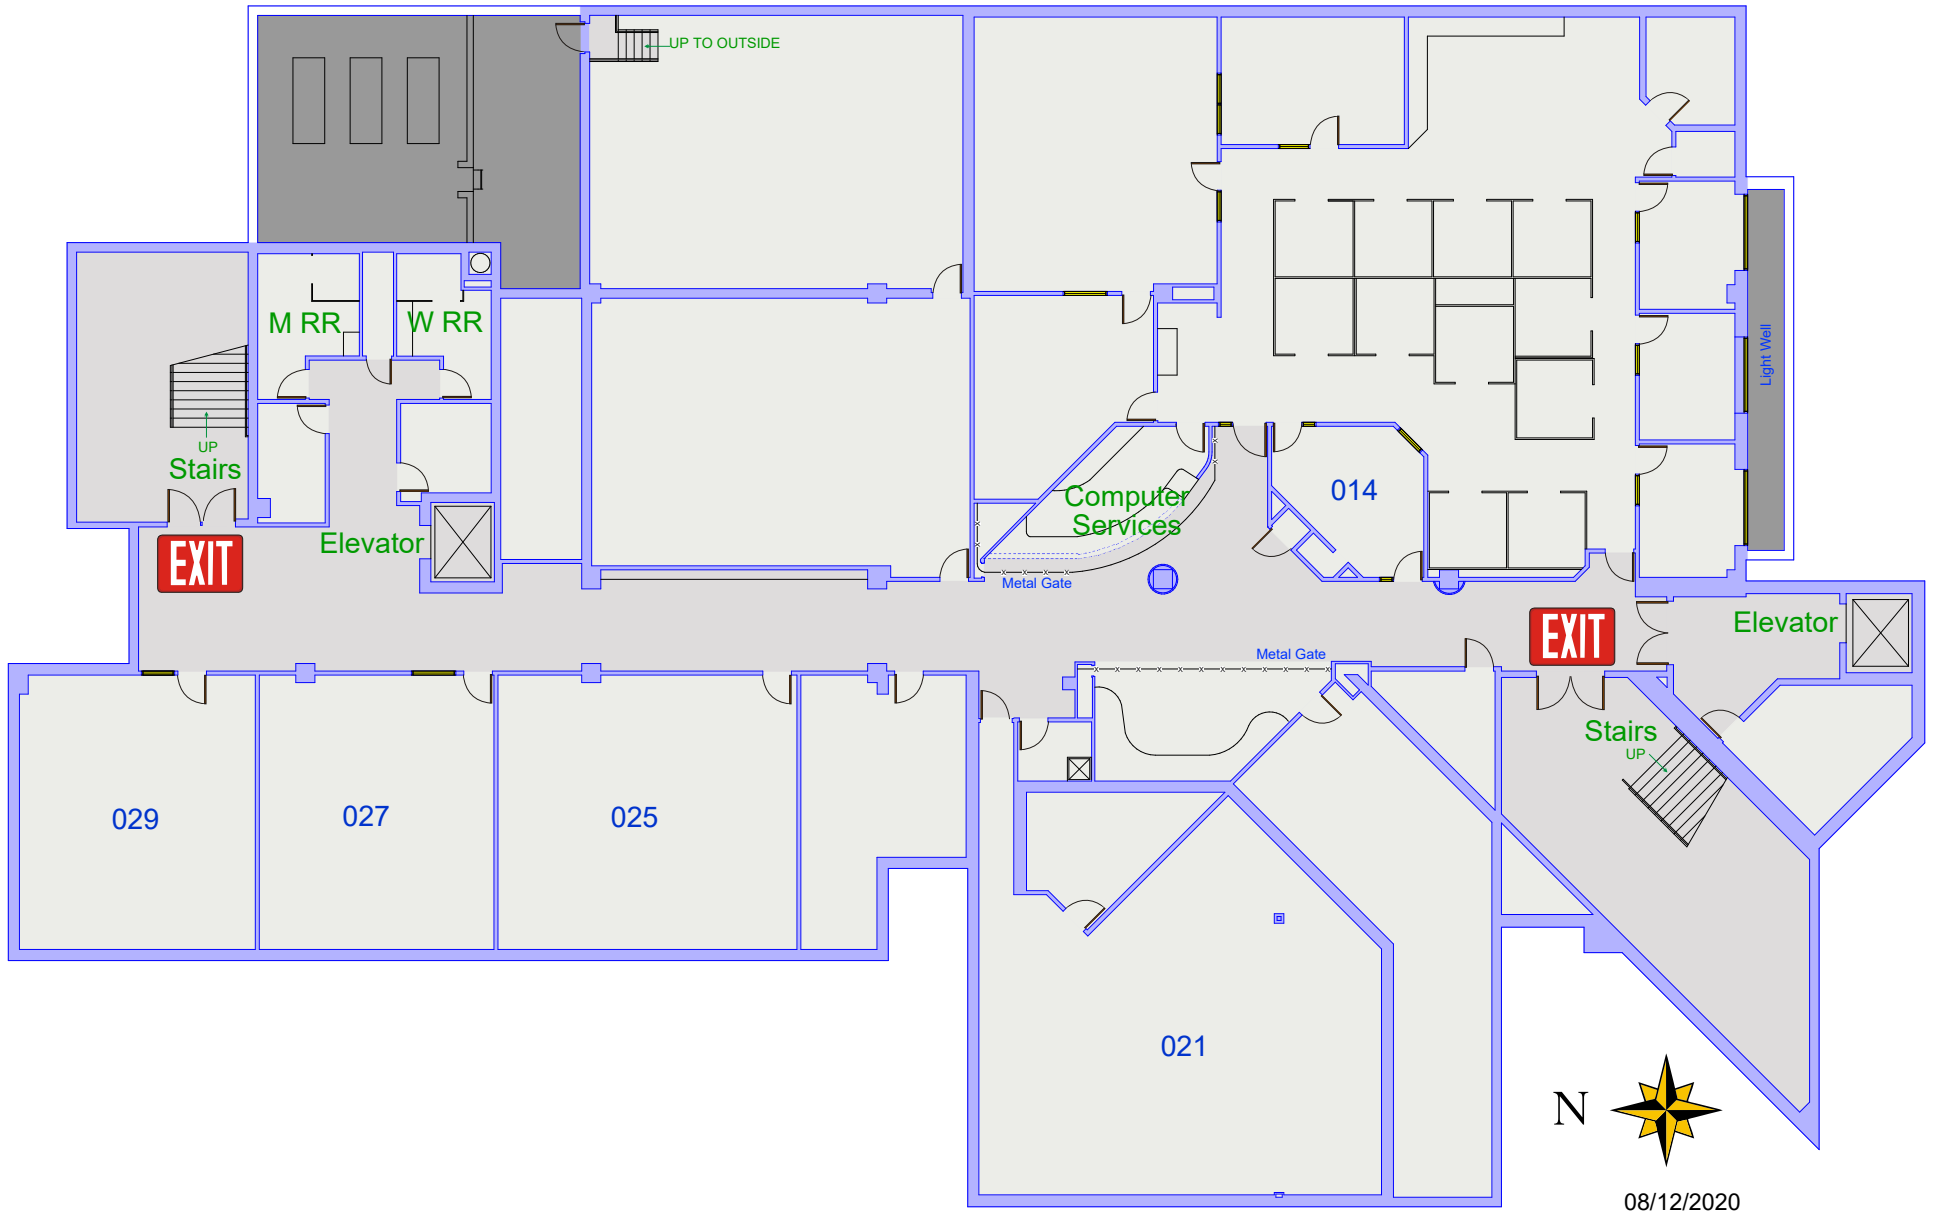 UP TO OUTSIDE
M RR
W RR
Light Well
UP
Stairs
Computer
Services
014
Elevator
EXIT
Metal Gate
EXIT
Elevator
Metal Gate
Stairs
UP
029
027
025
021
N
08/12/2020